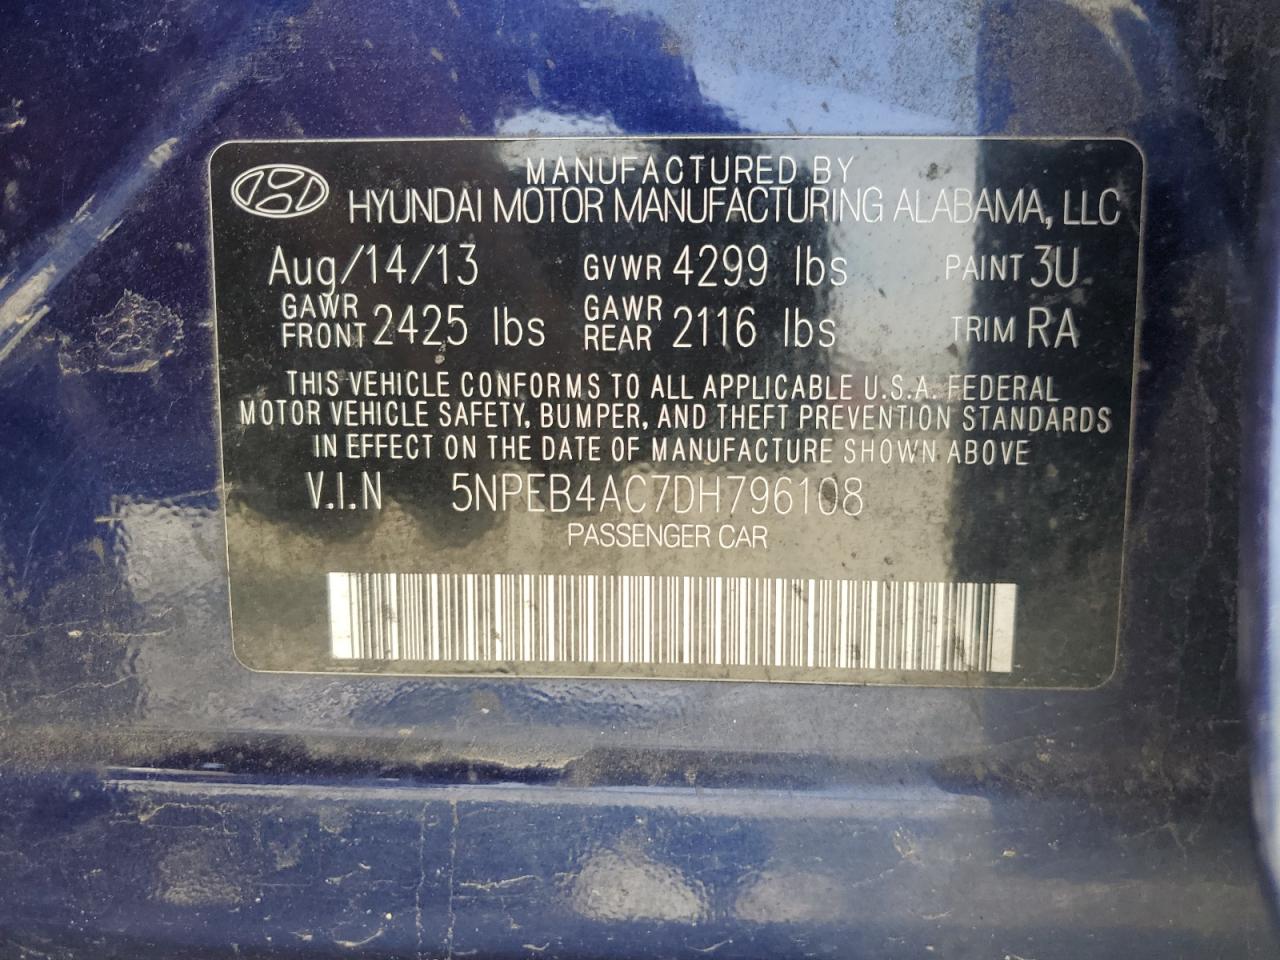 MANUFACTURED BY
HYUNDAI MOTOR MANUFACTURING ALABAMA, LLC
Aug/14/13 GVWR 4299 lbs PAINT 3U
GAWR FRONT 2425 lbs GAWR REAR 2116 lbs TRIM RA
THIS VEHICLE CONFORMS TO ALL APPLICABLE U.S.A. FEDERAL
MOTOR VEHICLE SAFETY, BUMPER, AND THEFT PREVENTION STANDARDS
IN EFFECT ON THE DATE OF MANUFACTURE SHOWN ABOVE
V.I.N 5NPEB4AC7DH796108
PASSENGER CAR